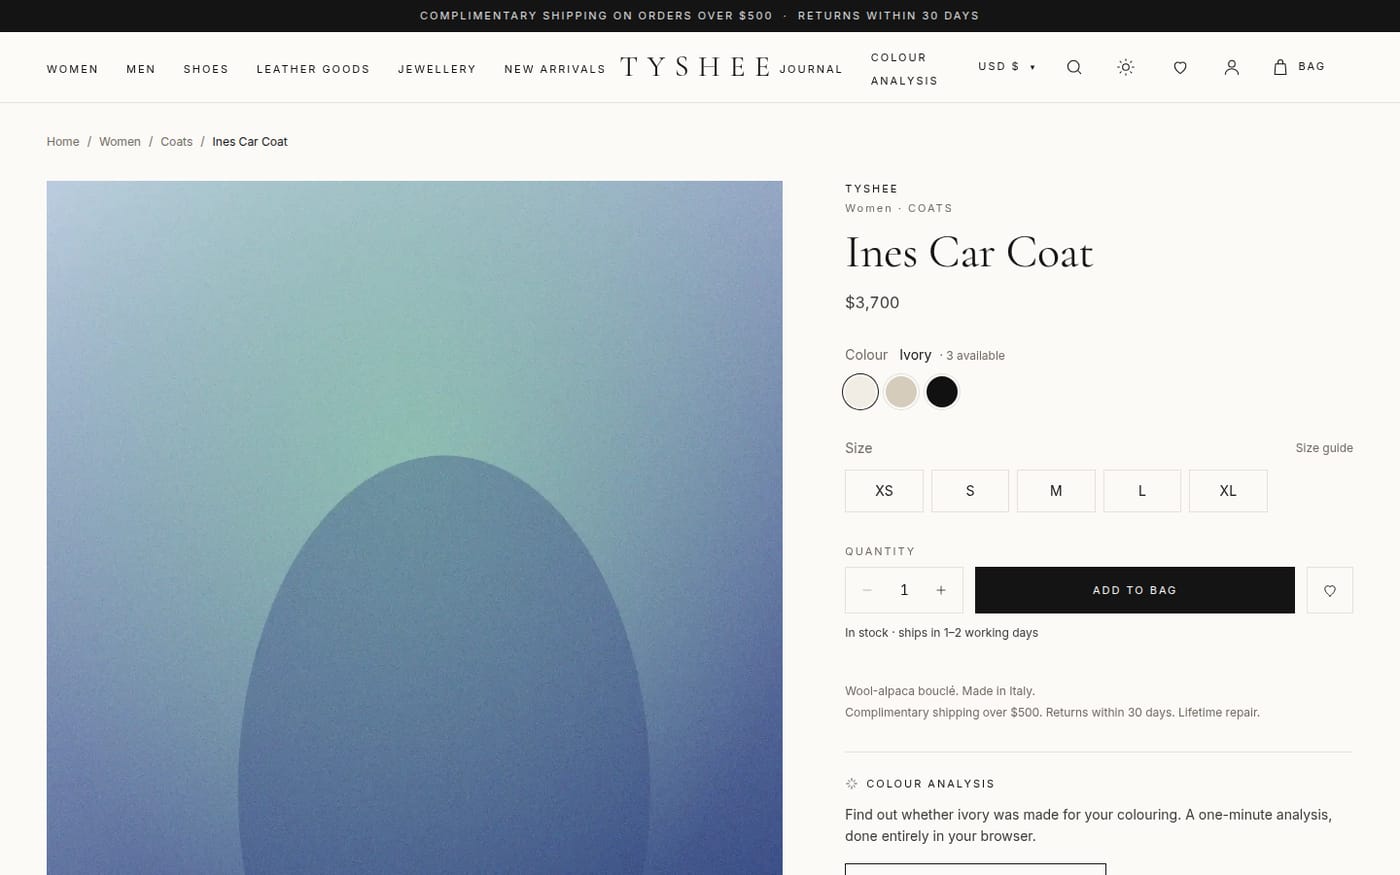 COMPLIMENTARY SHIPPING ON ORDERS OVER $500 · RETURNS WITHIN 30 DAYS
WOMEN MEN SHOES LEATHER GOODS JEWELLERY NEW ARRIVALS TYSHEE JOURNAL COLOUR ANALYSIS USD $ BAG
Home / Women / Coats / Ines Car Coat
TYSHEE
Women · COATS
Ines Car Coat
$3,700
Colour Ivory · 3 available
Size Size guide
XS S M L XL
QUANTITY
− 1 + ADD TO BAG
In stock · ships in 1–2 working days
Wool-alpaca bouclé. Made in Italy.
Complimentary shipping over $500. Returns within 30 days. Lifetime repair.
COLOUR ANALYSIS
Find out whether ivory was made for your colouring. A one-minute analysis,
done entirely in your browser.